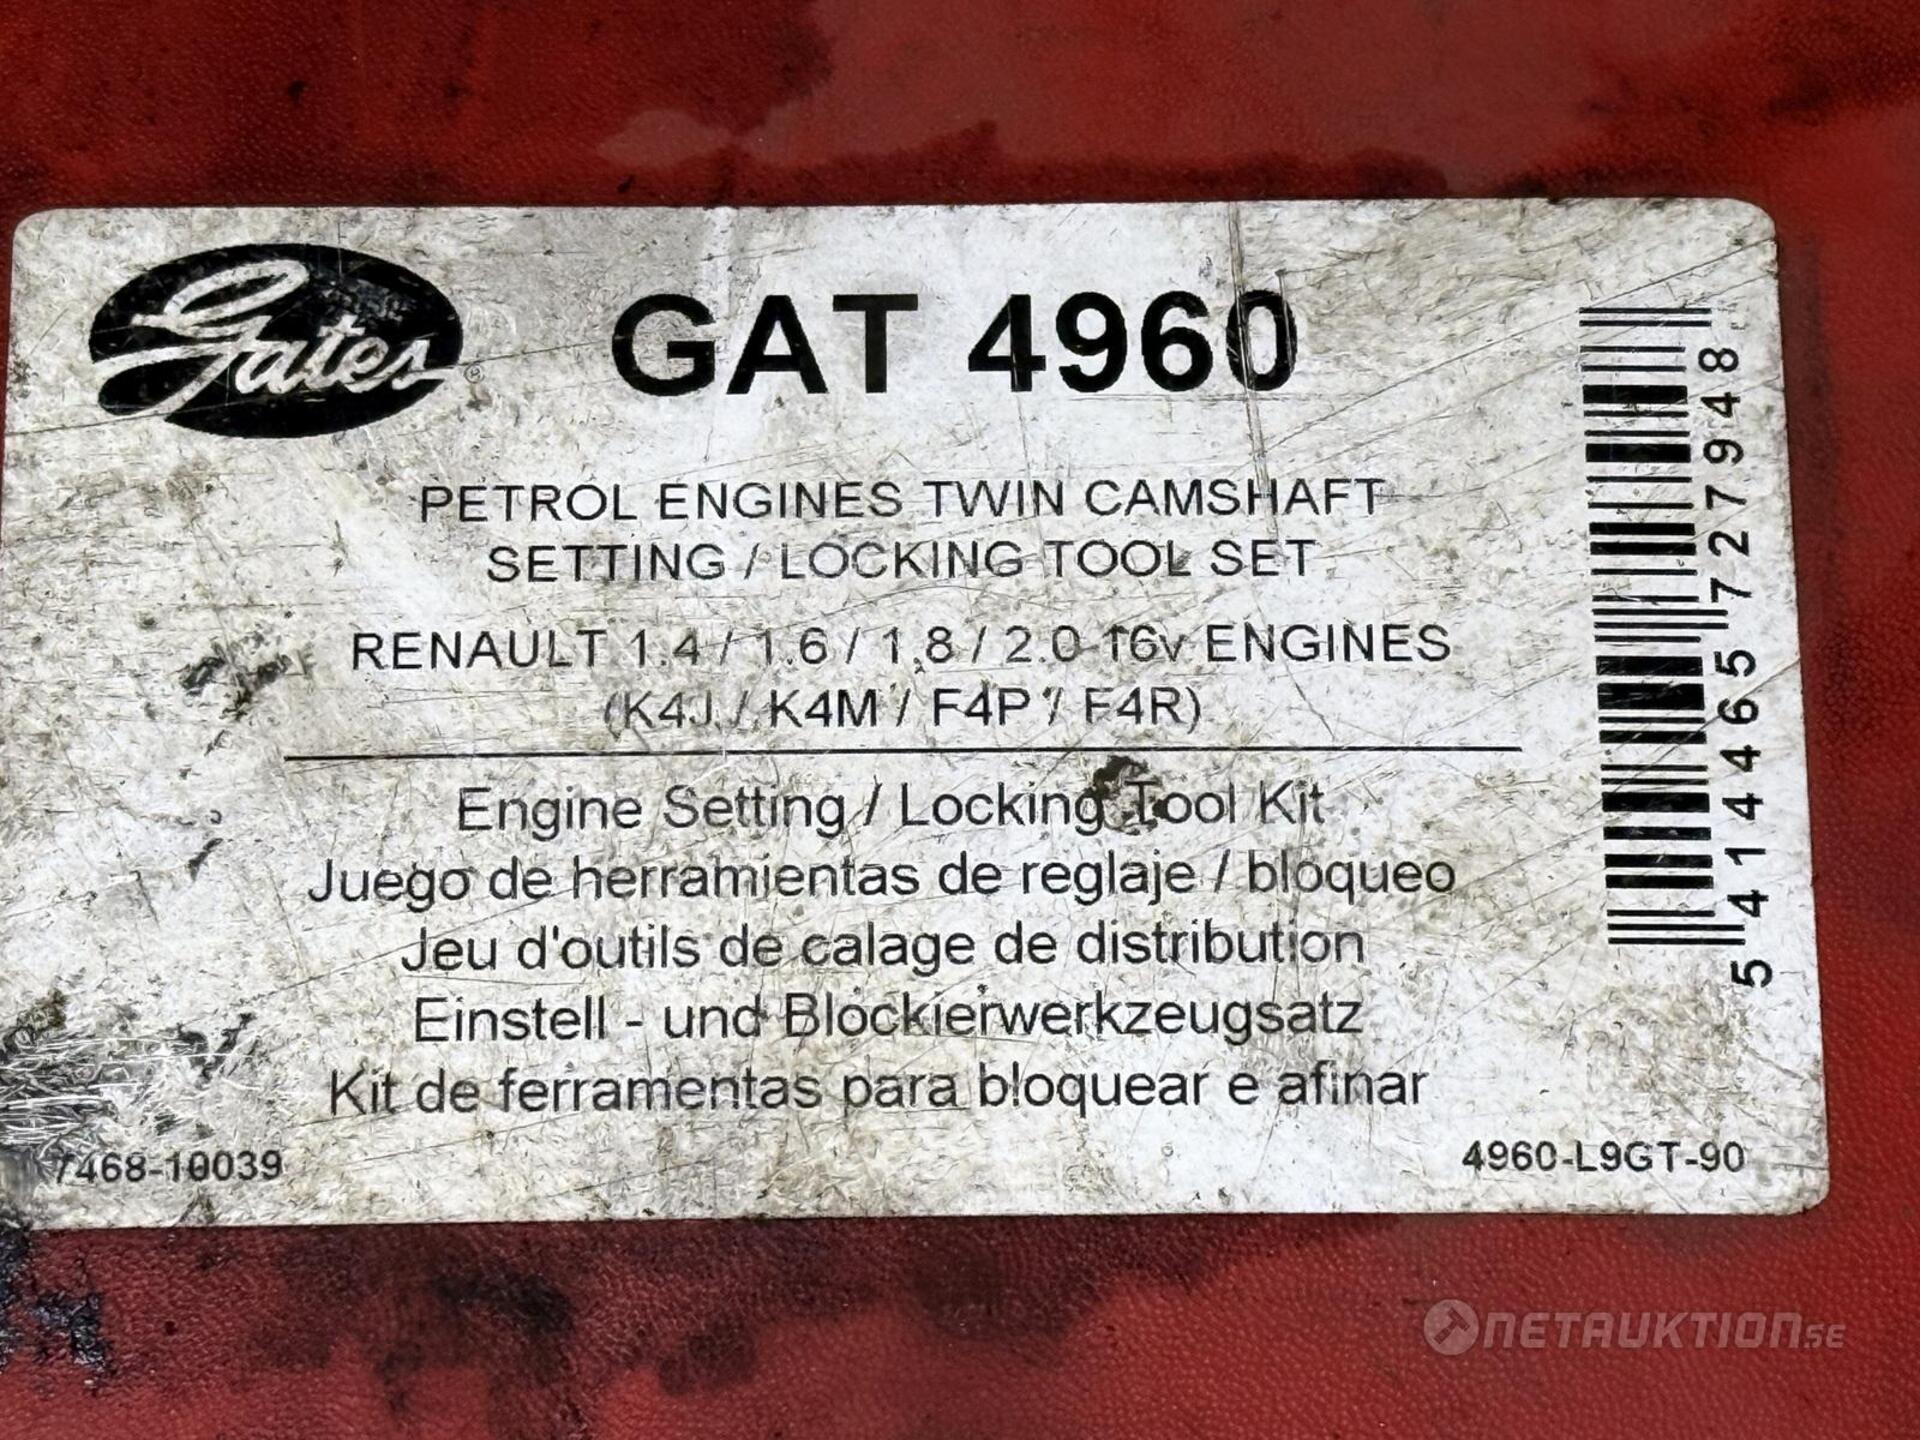 Gates ®
GAT 4960
PETROL ENGINES TWIN CAMSHAFT
SETTING / LOCKING TOOL SET
RENAULT 1.4 / 1.6 / 1.8 / 2.0 16v ENGINES
(K4J / K4M / F4P / F4R)
Engine Setting / Locking Tool Kit
Juego de herramientas de reglaje / bloqueo
Jeu d'outils de calage de distribution
Einstell - und Blockierwerkzeugsatz
Kit de ferramentas para bloquear e afinar
7468-10039
4960-L9GT-90
5414465727948
NETAUKTION.SE